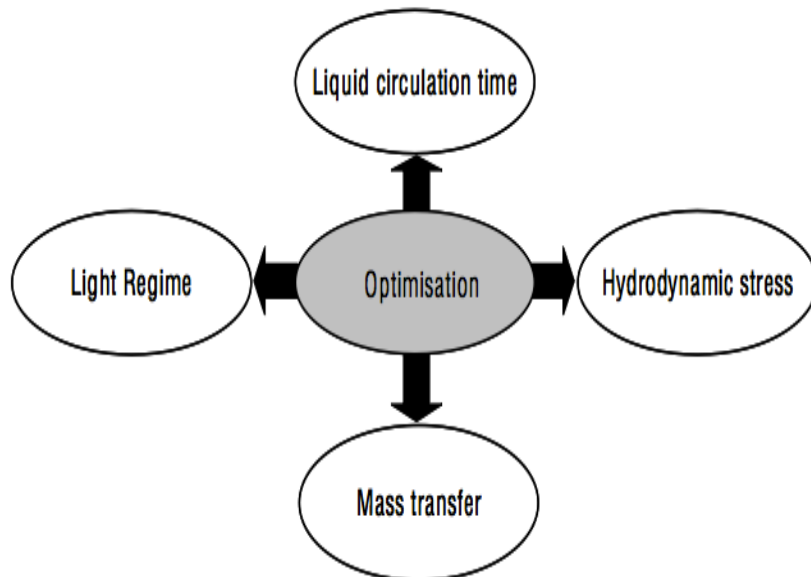 Liquid circulation time
Light Regime
Optimisation
Hydrodynamic stress
Mass transfer